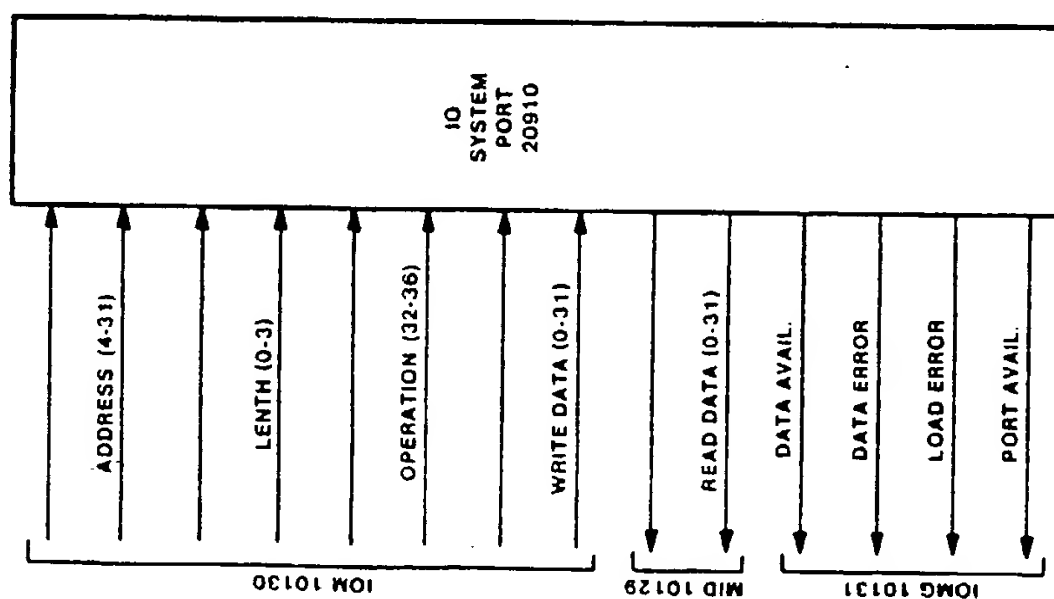 IO
SYSTEM
PORT
20910
ADDRESS (4-31)
LENTH (0-3)
OPERATION (32-36)
WRITE DATA (0-31)
READ DATA (0-31)
DATA AVAIL.
DATA ERROR
LOAD ERROR
PORT AVAIL.
IOM 10130
MID 10129
IOMG 10131